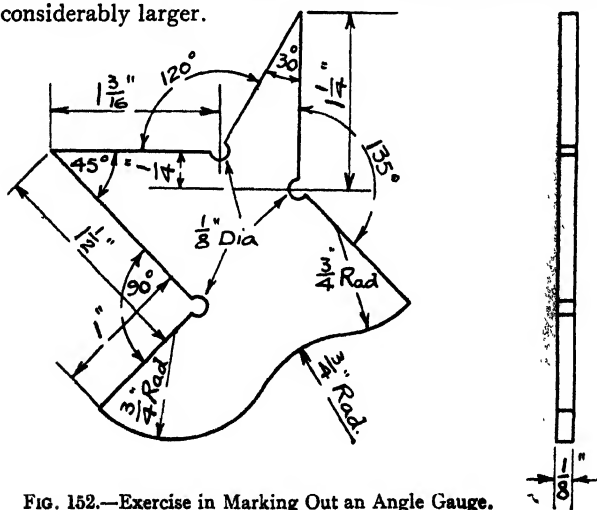 considerably larger.
120°
30°
1 3/16"
1 1/4"
135°
45°
1/4"
1/8" Dia
1 1/2"
90°
1"
3/4 Rad
3/4" Rad
3/4" Rad.
1/8"
FIG. 152.—Exercise in Marking Out an Angle Gauge.